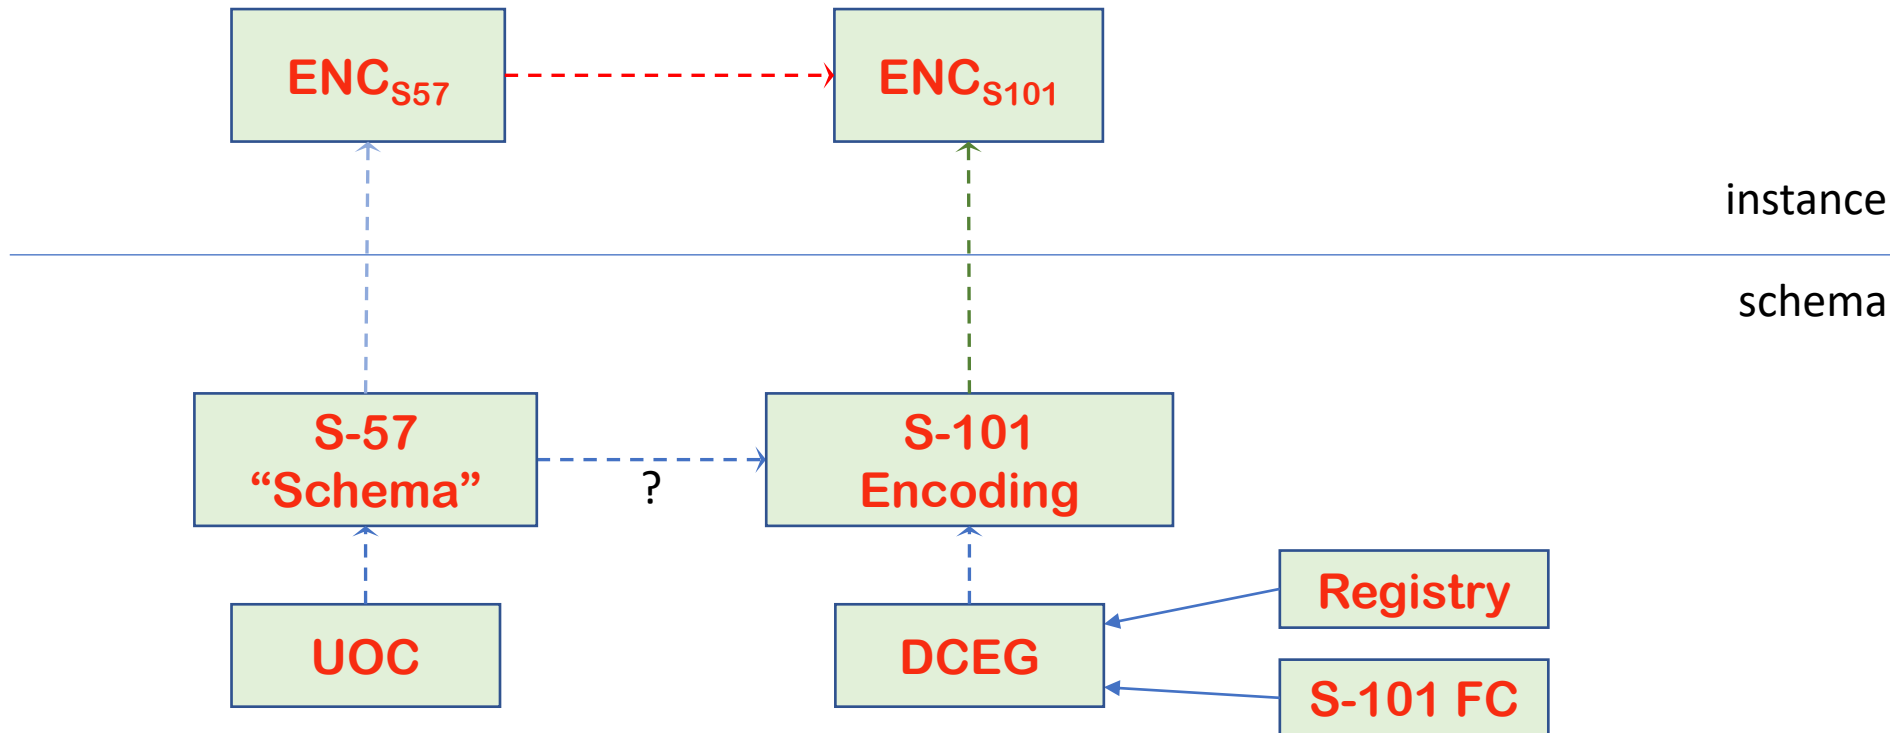 ENCS57
ENCS101
instance
schema
S-57
“Schema”
?
S-101
Encoding
Registry
UOC
DCEG
S-101 FC